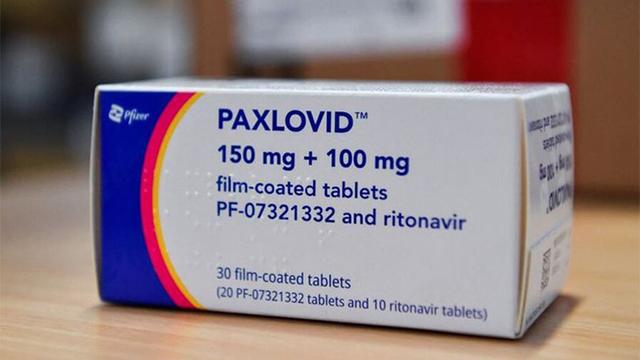 Pfizer
PAXLOVID™
150 mg + 100 mg
film-coated tablets
PF-07321332 and ritonavir
30 film-coated tablets
(20 PF-07321332 tablets and 10 ritonavir tablets)